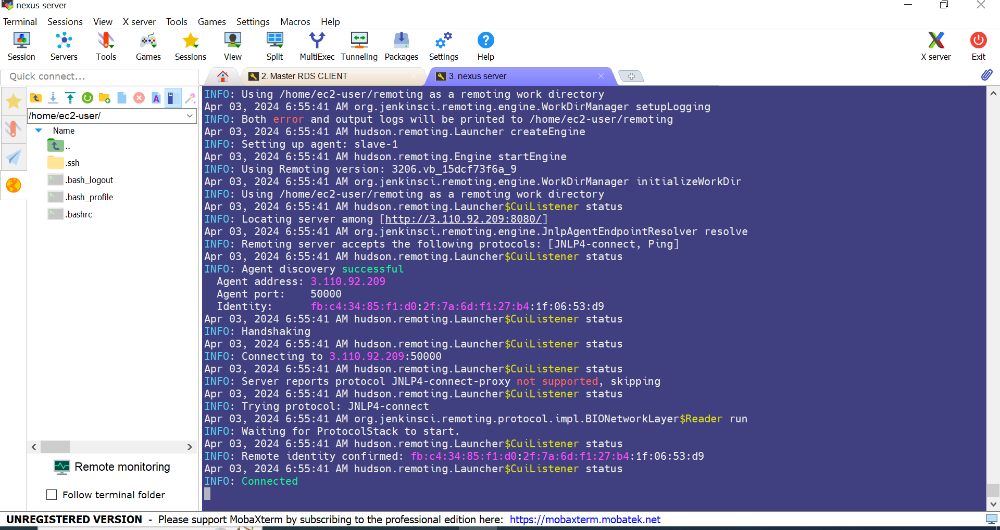 nexus server
Terminal Sessions View X server Tools Games Settings Macros Help
Session Servers Tools Games Sessions View Split MultiExec Tunneling Packages Settings Help X server Exit
Quick connect...
2. Master RDS CLIENT
3. nexus server
/home/ec2-user/
Name
..
.ssh
.bash_logout
.bash_profile
.bashrc
Remote monitoring
Follow terminal folder
INFO: Using /home/ec2-user/remoting as a remoting work directory
Apr 03, 2024 6:55:41 AM org.jenkinsci.remoting.engine.WorkDirManager setupLogging
INFO: Both error and output logs will be printed to /home/ec2-user/remoting
Apr 03, 2024 6:55:41 AM hudson.remoting.Launcher createEngine
INFO: Setting up agent: slave-1
Apr 03, 2024 6:55:41 AM hudson.remoting.Engine startEngine
INFO: Using Remoting version: 3206.vb_15dcf73f6a_9
Apr 03, 2024 6:55:41 AM org.jenkinsci.remoting.engine.WorkDirManager initializeWorkDir
INFO: Using /home/ec2-user/remoting as a remoting work directory
Apr 03, 2024 6:55:41 AM hudson.remoting.Launcher$CuiListener status
INFO: Locating server among [http://3.110.92.209:8080/]
Apr 03, 2024 6:55:41 AM org.jenkinsci.remoting.engine.JnlpAgentEndpointResolver resolve
INFO: Remoting server accepts the following protocols: [JNLP4-connect, Ping]
Apr 03, 2024 6:55:41 AM hudson.remoting.Launcher$CuiListener status
INFO: Agent discovery successful
Agent address: 3.110.92.209
Agent port: 50000
Identity: fb:c4:34:85:f1:d0:2f:7a:6d:f1:27:b4:1f:06:53:d9
Apr 03, 2024 6:55:41 AM hudson.remoting.Launcher$CuiListener status
INFO: Handshaking
Apr 03, 2024 6:55:41 AM hudson.remoting.Launcher$CuiListener status
INFO: Connecting to 3.110.92.209:50000
Apr 03, 2024 6:55:41 AM hudson.remoting.Launcher$CuiListener status
INFO: Server reports protocol JNLP4-connect-proxy not supported, skipping
Apr 03, 2024 6:55:41 AM hudson.remoting.Launcher$CuiListener status
INFO: Trying protocol: JNLP4-connect
Apr 03, 2024 6:55:41 AM org.jenkinsci.remoting.protocol.impl.BIONetworkLayer$Reader run
INFO: Waiting for ProtocolStack to start.
Apr 03, 2024 6:55:41 AM hudson.remoting.Launcher$CuiListener status
INFO: Remote identity confirmed: fb:c4:34:85:f1:d0:2f:7a:6d:f1:27:b4:1f:06:53:d9
Apr 03, 2024 6:55:41 AM hudson.remoting.Launcher$CuiListener status
INFO: Connected
UNREGISTERED VERSION - Please support MobaXterm by subscribing to the professional edition here: https://mobaxterm.mobatek.net